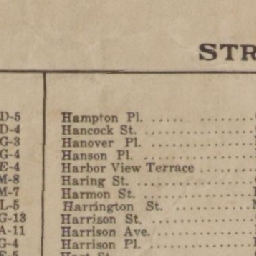 STR
D-5 Hampton Pl.
D-4 Hancock St.
G-3 Hanover Pl.
G-4 Hanson Pl.
E-4 Harbor View Terrace
M-8 Haring St.
M-7 Harmon St.
L-5 Harrington St.
G-13 Harrison St.
A-11 Harrison Ave.
G-4 Harrison Pl.